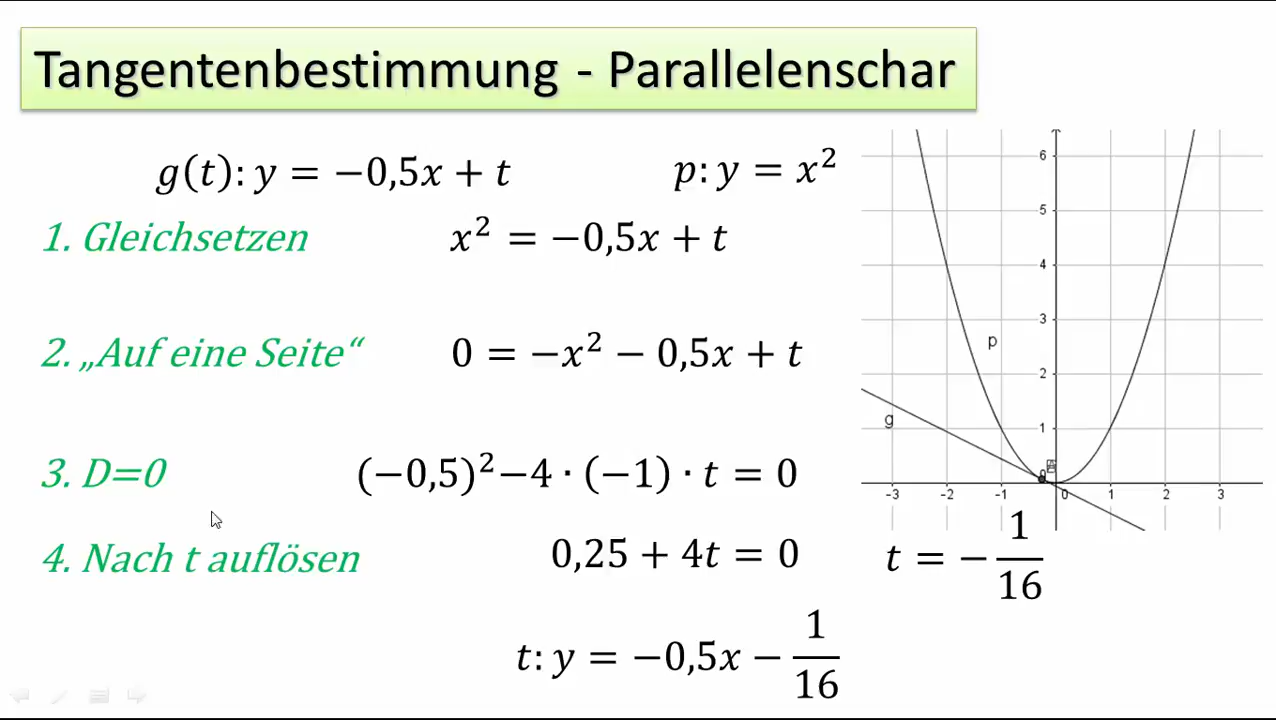 Tangentenbestimmung - Parallelenschar
g(t): y = −0,5x + t
p: y = x²
1. Gleichsetzen
x² = −0,5x + t
2. „Auf eine Seite“
0 = −x² − 0,5x + t
3. D=0
(−0,5)²−4 · (−1) · t = 0
4. Nach t auflösen
0,25 + 4t = 0
t = −1/16
t: y = −0,5x − 1/16
6
5
4
3
p
2
g
1
0
-3 -2 -1 0 1 2 3